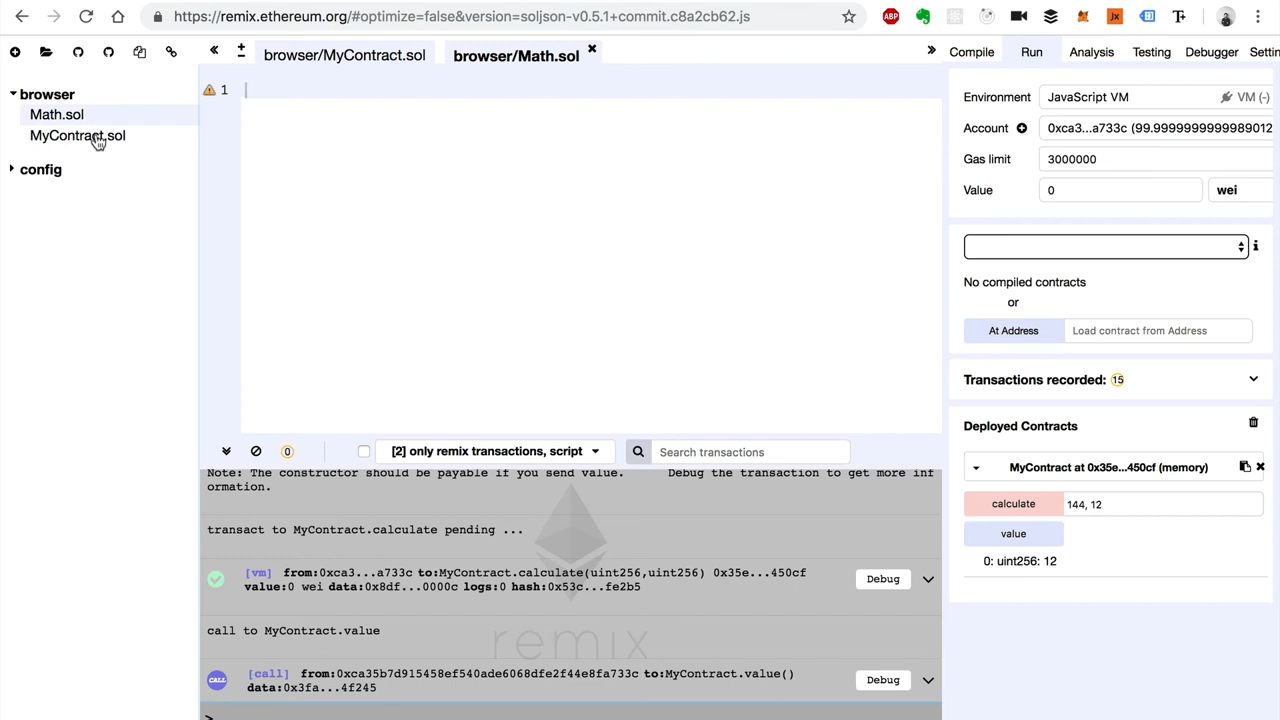 https://remix.ethereum.org/#optimize=false&version=soljson-v0.5.1+commit.c8a2cb62.js
ABP
Jx
browser
Math.sol
MyContract.sol
config
browser/MyContract.sol
browser/Math.sol
1
Compile
Run
Analysis
Testing
Debugger
Settin
Environment
JavaScript VM
VM (-)
Account
0xca3...a733c (99.9999999999989012
Gas limit
3000000
Value
0
wei
No compiled contracts
or
At Address
Load contract from Address
Transactions recorded: 15
Deployed Contracts
MyContract at 0x35e...450cf (memory)
calculate
144, 12
value
0: uint256: 12
0
[2] only remix transactions, script
Search transactions
Note: The constructor should be payable if you send value. Debug the transaction to get more inf
ormation.
transact to MyContract.calculate pending ...
[vm] from:0xca3...a733c to:MyContract.calculate(uint256,uint256) 0x35e...450cf
value:0 wei data:0x8df...0000c logs:0 hash:0x53c...fe2b5
Debug
call to MyContract.value
remix
CALL
[call] from:0xca35b7d915458ef540ade6068dfe2f44e8fa733c to:MyContract.value()
data:0x3fa...4f245
Debug
>